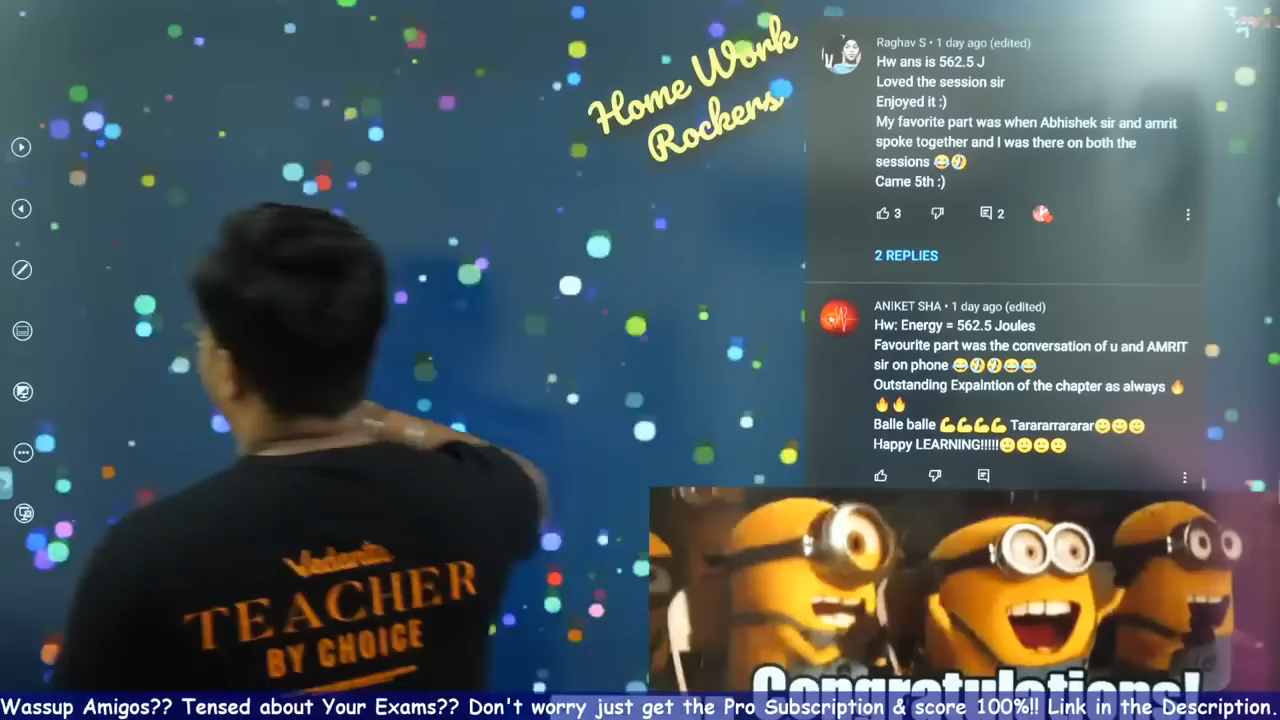 Home Work
Rockers
Raghav S • 1 day ago (edited)
Hw ans is 562.5 J
Loved the session sir
Enjoyed it :)
My favorite part was when Abhishek sir and amrit
spoke together and I was there on both the
sessions 😂🤣
Came 5th :)
3
2
2 REPLIES
ANIKET SHA • 1 day ago (edited)
Hw: Energy = 562.5 Joules
Favourite part was the conversation of u and AMRIT
sir on phone 😂🤣🤣😂😂
Outstanding Expalntion of the chapter as always 🔥
🔥🔥
Balle balle 💪💪💪💪 Tararararar😁😁😁
Happy LEARNING!!!!!🙂🙂🙂🙂
Vedantu
TEACHER
BY CHOICE
Congratulations!
Wassup Amigos?? Tensed about Your Exams?? Don't worry just get the Pro Subscription & score 100%!! Link in the Description.